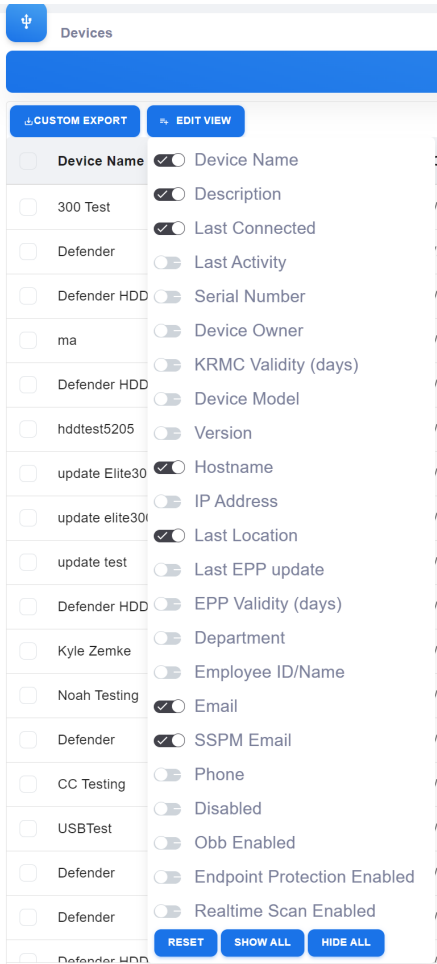 Devices
CUSTOM EXPORT
EDIT VIEW
Device Name
300 Test
Defender
Defender HDD
ma
Defender HDD
hddtest5205
update Elite30
update elite30
update test
Defender HDD
Kyle Zemke
Noah Testing
Defender
CC Testing
USBTest
Defender
Defender
Defender HDD
Device Name
Description
Last Connected
Last Activity
Serial Number
Device Owner
KRMC Validity (days)
Device Model
Version
Hostname
IP Address
Last Location
Last EPP update
EPP Validity (days)
Department
Employee ID/Name
Email
SSPM Email
Phone
Disabled
Obb Enabled
Endpoint Protection Enabled
Realtime Scan Enabled
RESET
SHOW ALL
HIDE ALL